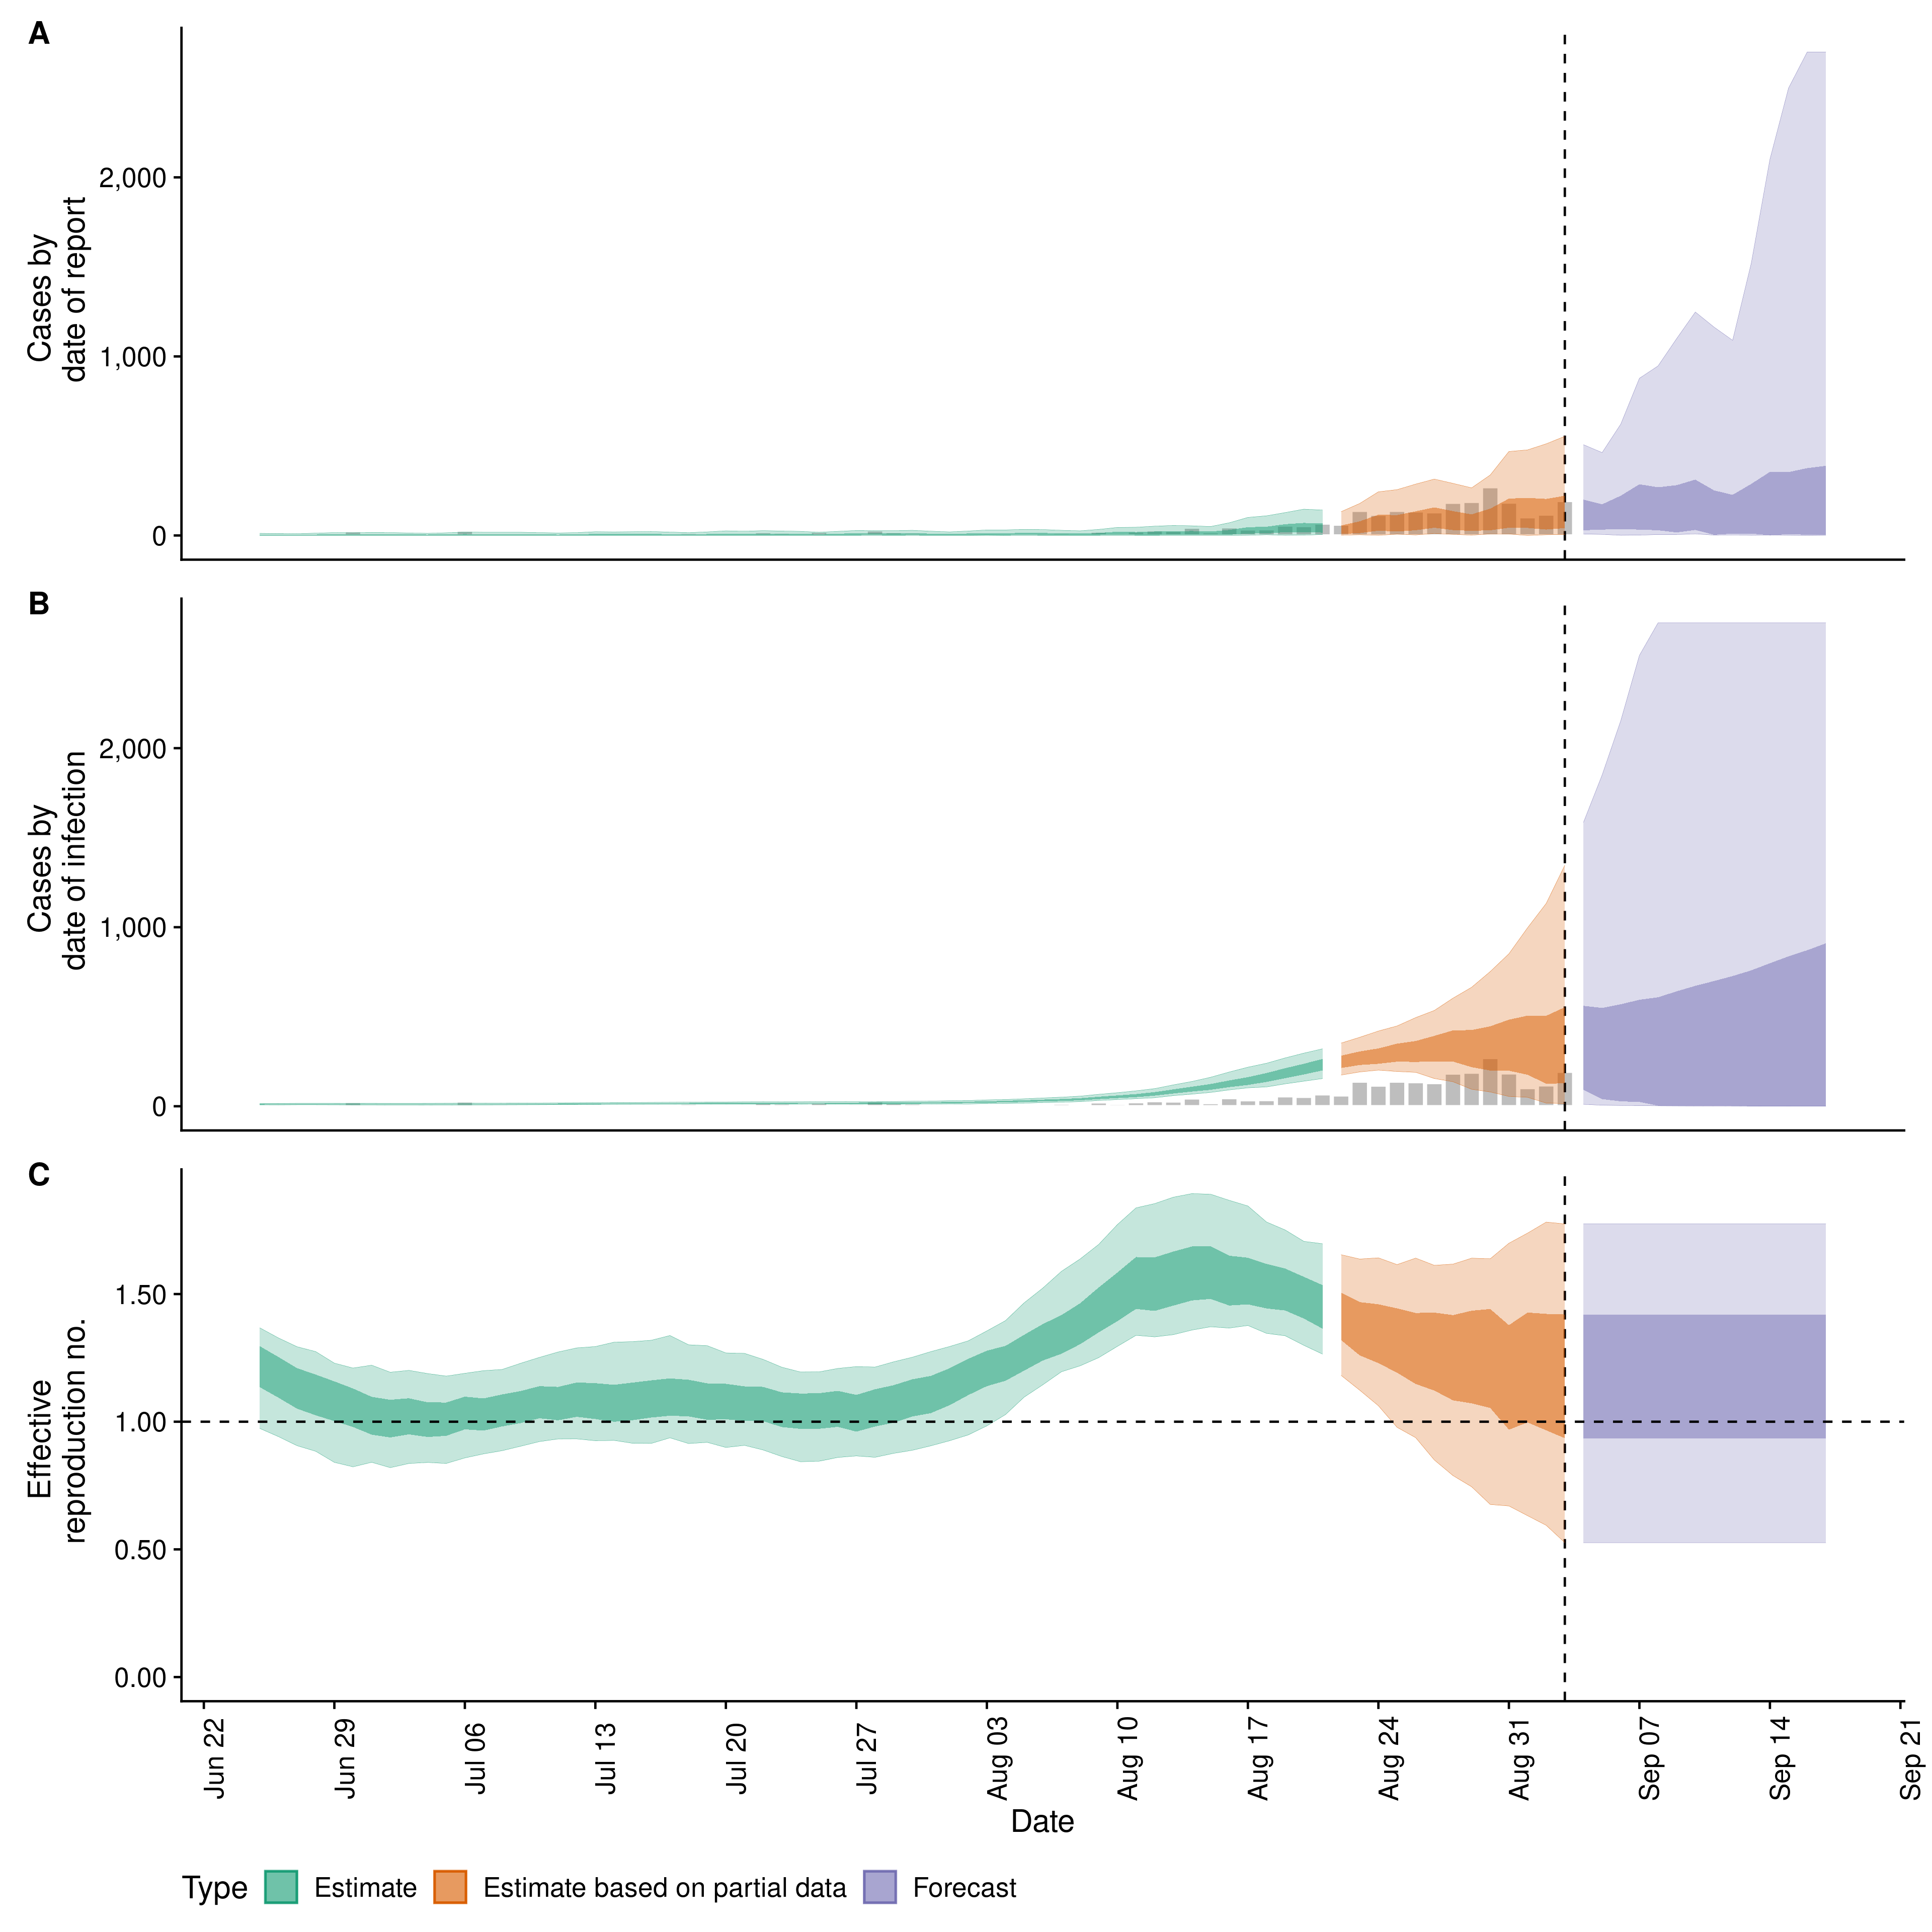 A
Cases by
date of report
2,000
1,000
0
B
Cases by
date of infection
2,000
1,000
0
C
Effective
reproduction no.
1.50
1.00
0.50
0.00
Jun 22
Jun 29
Jul 06
Jul 13
Jul 20
Jul 27
Aug 03
Aug 10
Aug 17
Aug 24
Aug 31
Sep 07
Sep 14
Sep 21
Date
Type Estimate Estimate based on partial data Forecast